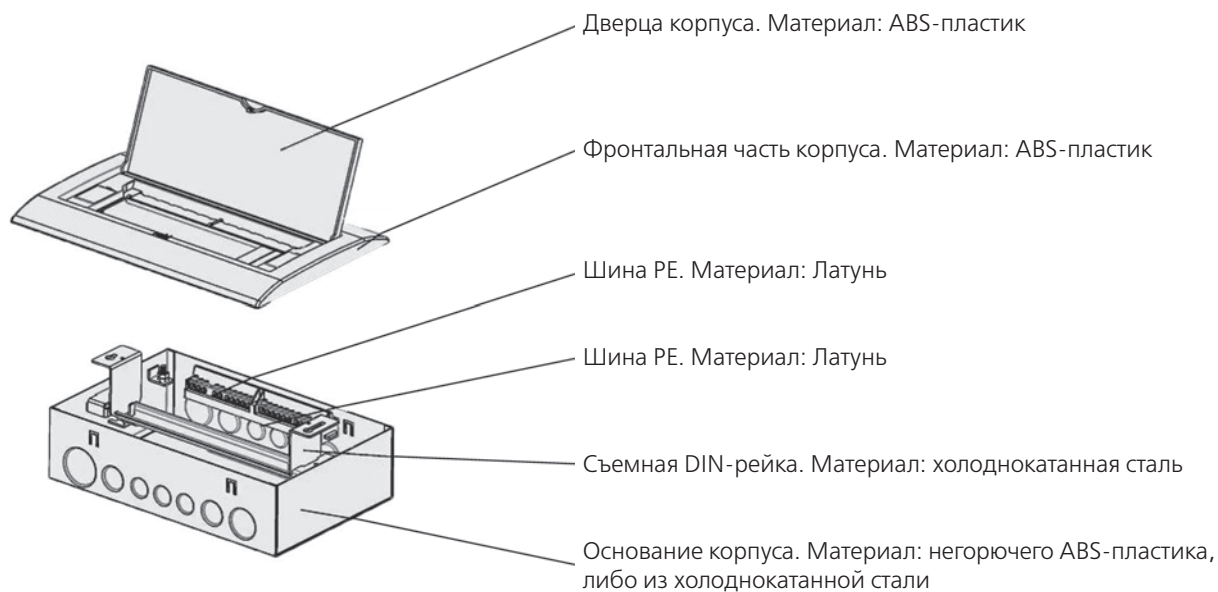 Дверца корпуса. Материал: ABS-пластик
Фронтальная часть корпуса. Материал: ABS-пластик
Шина PE. Материал: Латунь
Шина PE. Материал: Латунь
Съемная DIN-рейка. Материал: холоднокатанная сталь
Основание корпуса. Материал: негорючего ABS-пластика,
либо из холоднокатанной стали